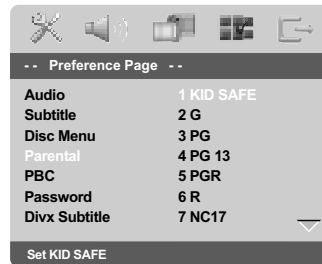 -- Preference Page --
Audio 1 KID SAFE
Subtitle 2 G
Disc Menu 3 PG
Parental 4 PG 13
PBC 5 PGR
Password 6 R
Divx Subtitle 7 NC17
Set KID SAFE